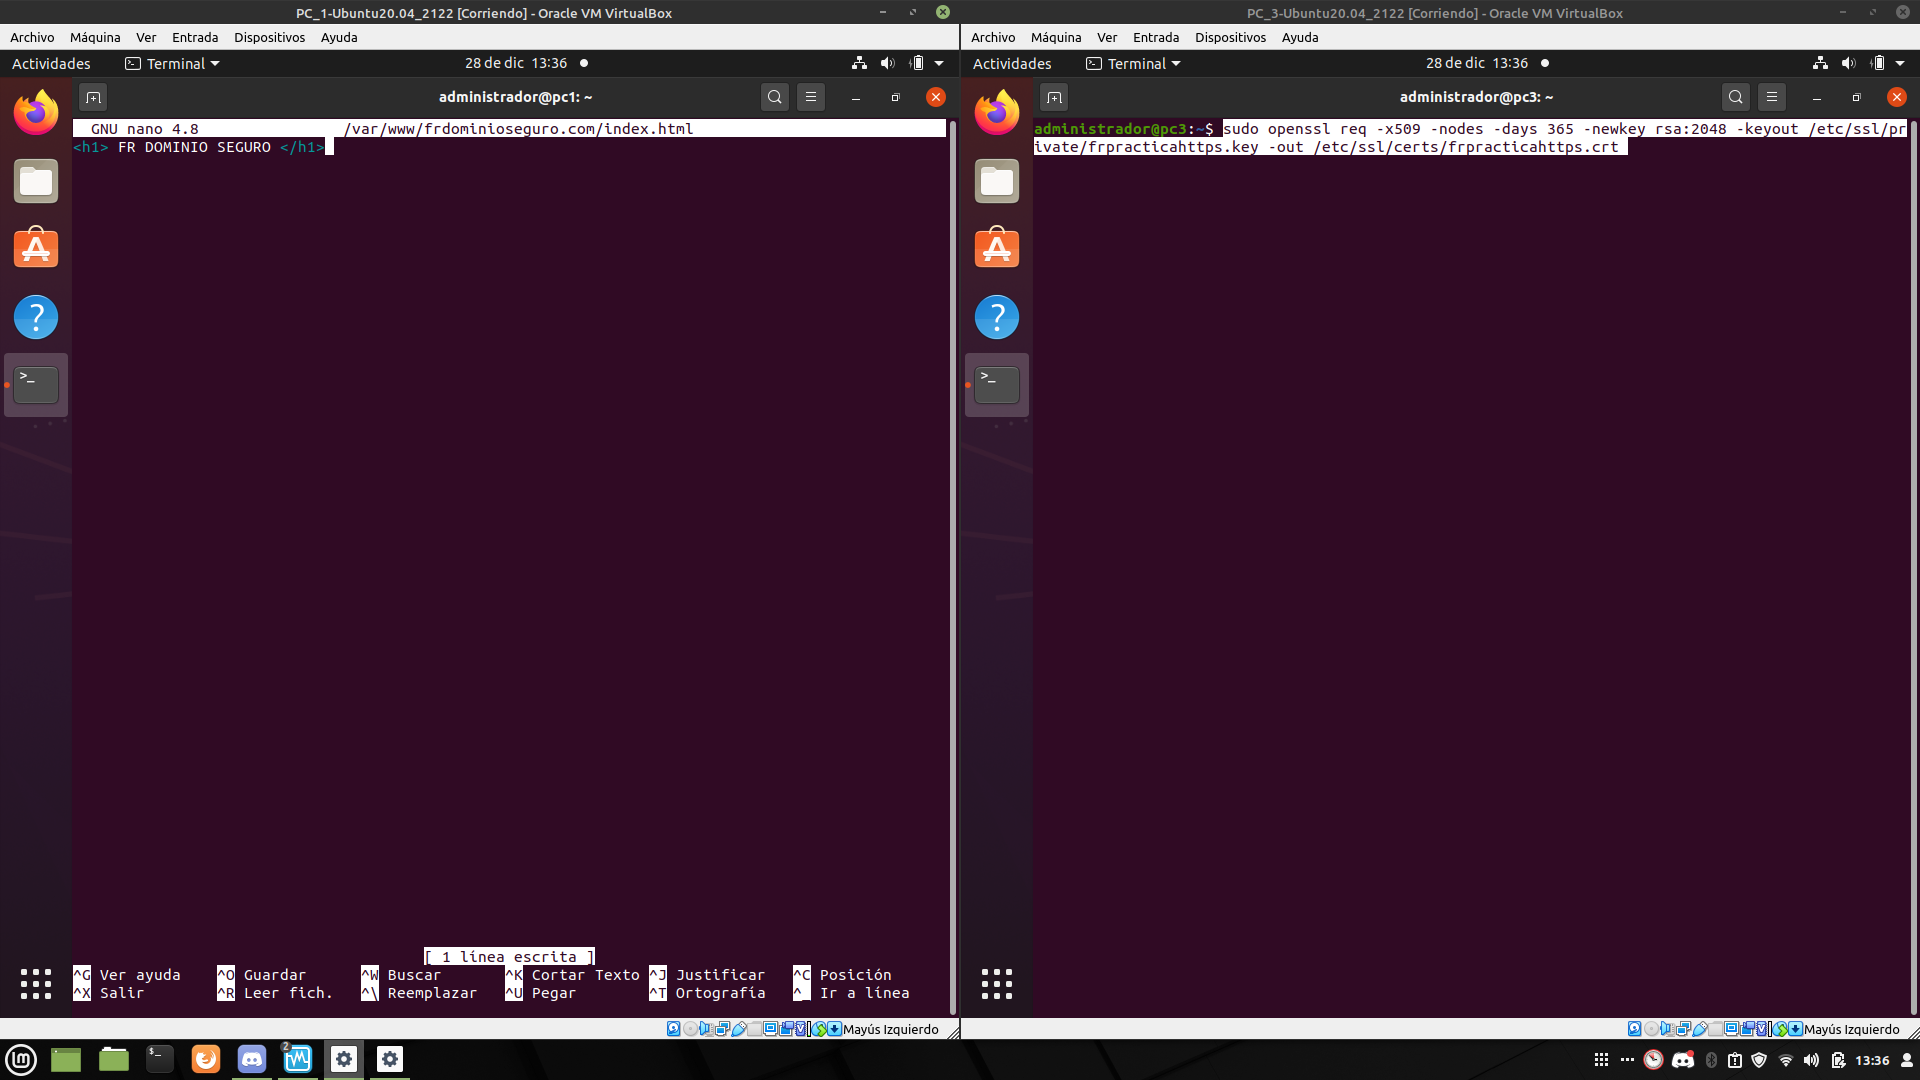 PC_1-Ubuntu20.04_2122 [Corriendo] - Oracle VM VirtualBox
Archivo Máquina Ver Entrada Dispositivos Ayuda
Actividades Terminal 28 de dic 13:36
administrador@pc1: ~
GNU nano 4.8 /var/www/frdominioseguro.com/index.html
<h1> FR DOMINIO SEGURO </h1>
[ 1 línea escrita ]
^G Ver ayuda ^O Guardar ^W Buscar ^K Cortar Texto ^J Justificar ^C Posición
^X Salir ^R Leer fich. ^\ Reemplazar ^U Pegar ^T Ortografía ^_ Ir a línea
Mayús Izquierdo
PC_3-Ubuntu20.04_2122 [Corriendo] - Oracle VM VirtualBox
Archivo Máquina Ver Entrada Dispositivos Ayuda
Actividades Terminal 28 de dic 13:36
administrador@pc3: ~
administrador@pc3:~$ sudo openssl req -x509 -nodes -days 365 -newkey rsa:2048 -keyout /etc/ssl/pr
ivate/frpracticahttps.key -out /etc/ssl/certs/frpracticahttps.crt
Mayús Izquierdo
2
13:36